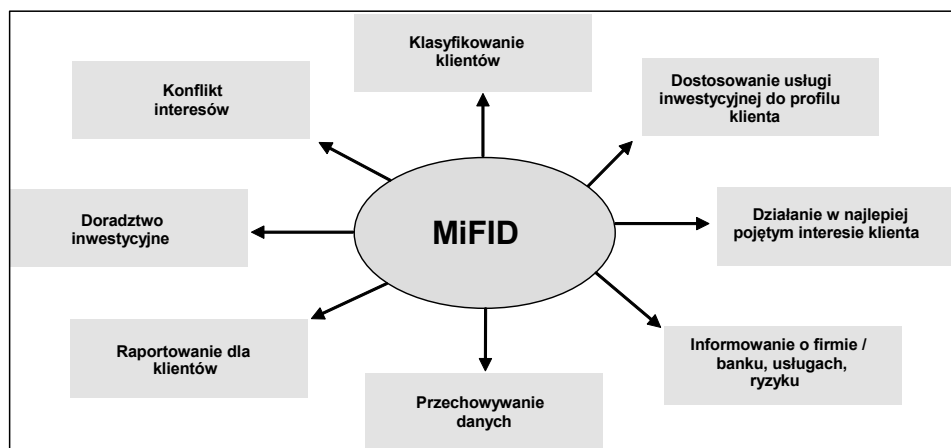 Klasyfikowanie
klientów
Konflikt
interesów
Dostosowanie usługi
inwestycyjnej do profilu
klienta
Doradztwo
inwestycyjne
MiFID
Działanie w najlepiej
pojętym interesie klienta
Raportowanie dla
klientów
Informowanie o firmie /
banku, usługach,
ryzyku
Przechowywanie
danych